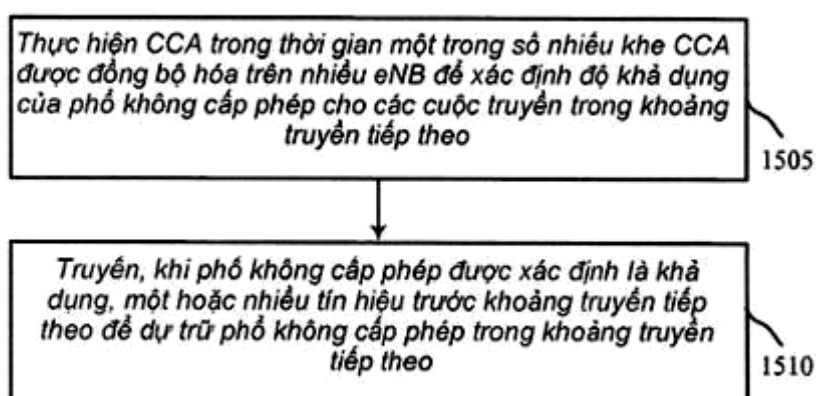 Thực hiện CCA trong thời gian một trong số nhiều khe CCA
được đồng bộ hóa trên nhiều eNB để xác định độ khả dụng
của phổ không cấp phép cho các cuộc truyền trong khoảng
truyền tiếp theo
1505
Truyền, khi phổ không cấp phép được xác định là khả
dụng, một hoặc nhiều tín hiệu trước khoảng truyền tiếp
theo để dự trữ phổ không cấp phép trong khoảng truyền
tiếp theo
1510